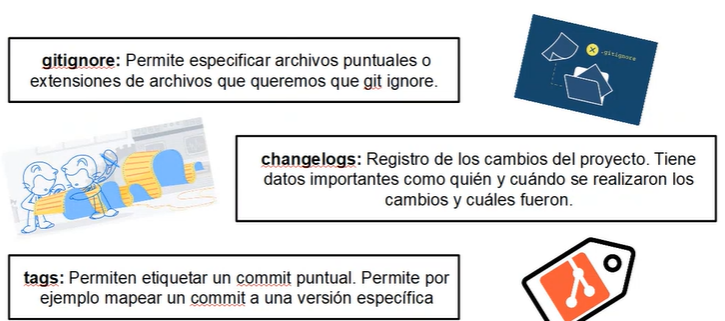 gitignore: Permite especificar archivos puntuales o
extensiones de archivos que queremos que git ignore.
.gitignore
changelogs: Registro de los cambios del proyecto. Tiene
datos importantes como quién y cuándo se realizaron los
cambios y cuáles fueron.
tags: Permiten etiquetar un commit puntual. Permite por
ejemplo mapear un commit a una versión específica